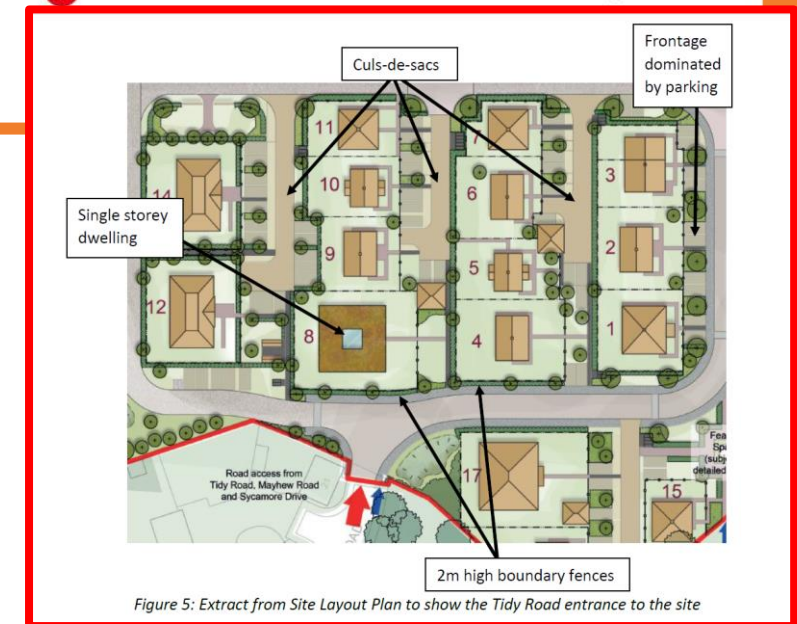 Culs-de-sacs
Frontage
dominated
by parking
Single storey
dwelling
11
7
3
14
10
6
9
2
5
12
8
4
1
17
15
Road access from
Tidy Road, Mayhew Road
and Sycamore Drive
2m high boundary fences
Figure 5: Extract from Site Layout Plan to show the Tidy Road entrance to the site